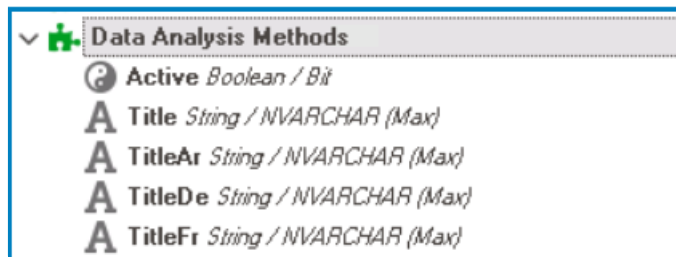 Data Analysis Methods
Active Boolean / Bit
Title String / NVARCHAR (Max)
TitleAr String / NVARCHAR (Max)
TitleDe String / NVARCHAR (Max)
TitleFr String / NVARCHAR (Max)